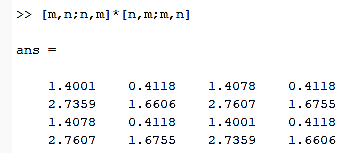 >> [m,n;n,m]*[n,m;m,n]
ans =
1.4001 0.4118 1.4078 0.4118
2.7359 1.6606 2.7607 1.6755
1.4078 0.4118 1.4001 0.4118
2.7607 1.6755 2.7359 1.6606